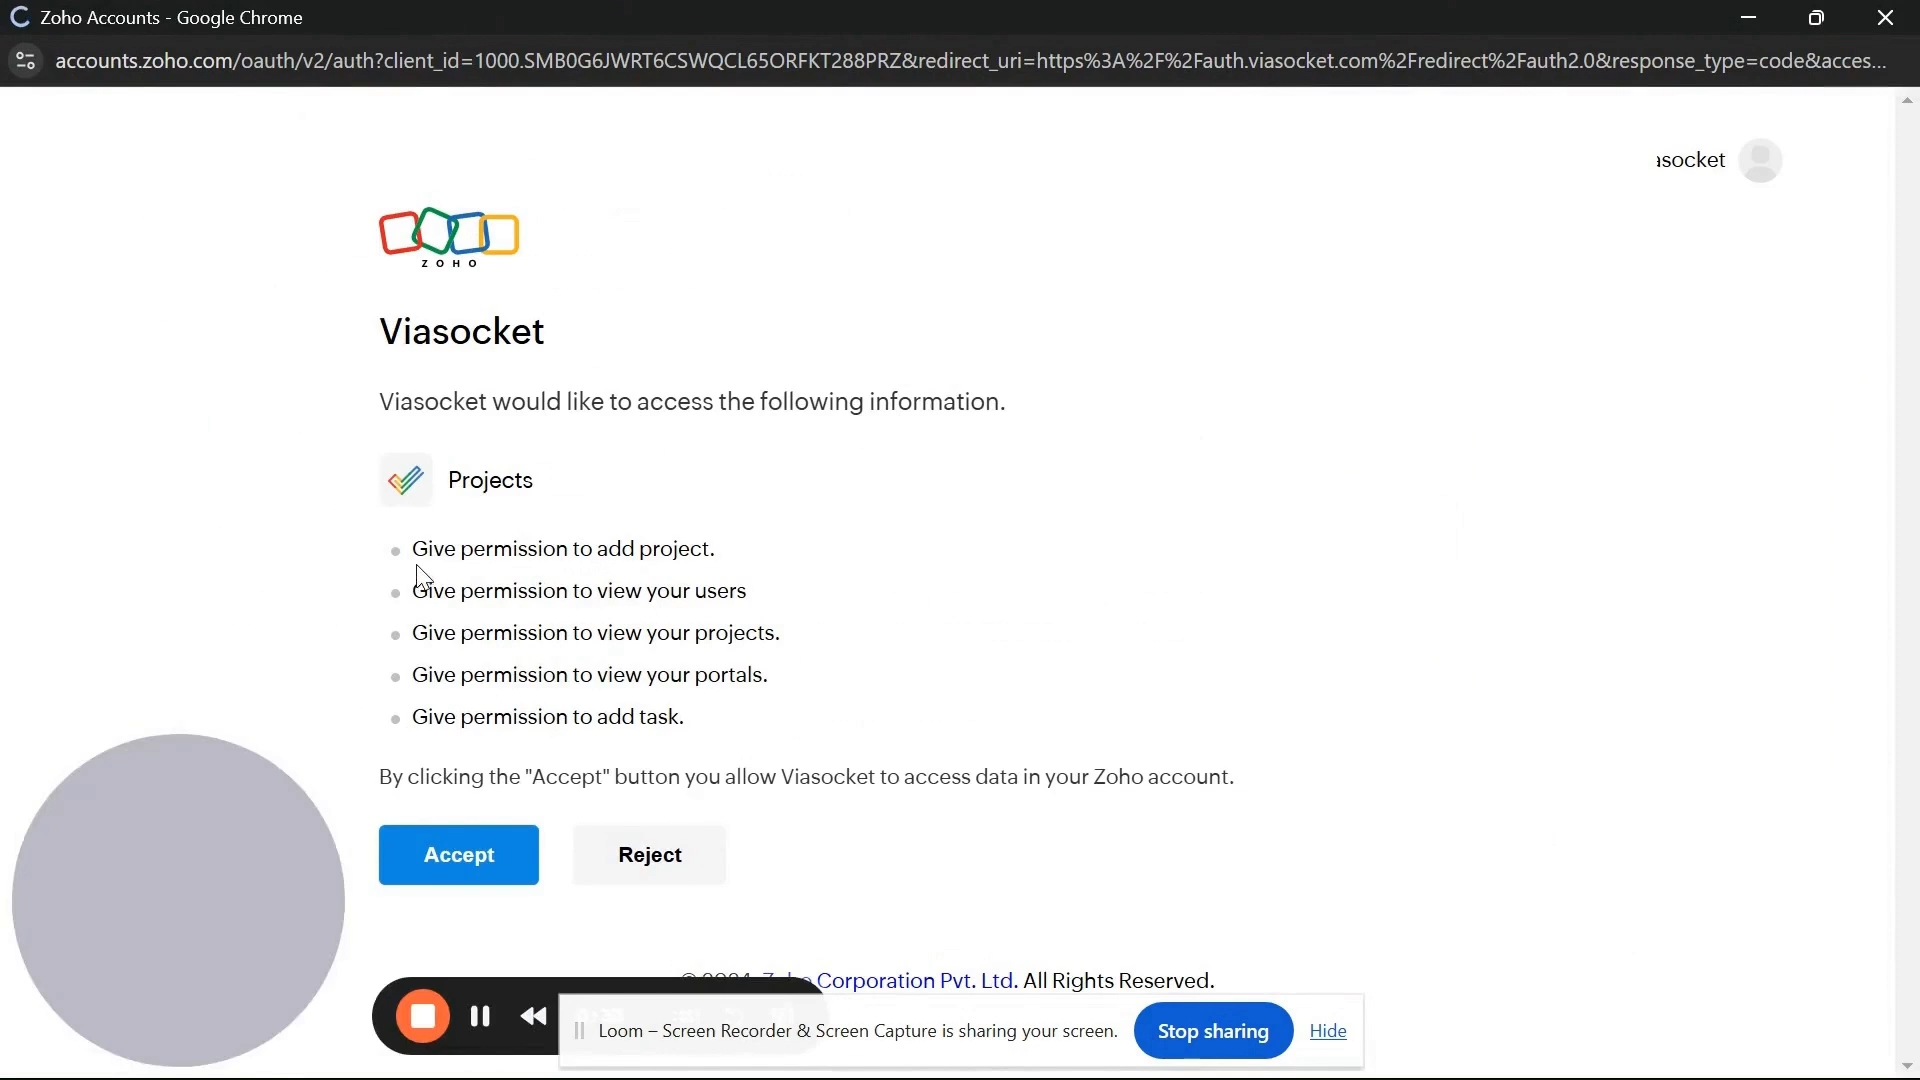 Zoho Accounts - Google Chrome
accounts.zoho.com/oauth/v2/auth?client_id=1000.SMB0G6JWRT6CSWQCL65ORFKT288PRZ&redirect_uri=https%3A%2F%2Fauth.viasocket.com%2Fredirect%2Fauth2.0&response_type=code&acces...
asocket
ZOHO
Viasocket
Viasocket would like to access the following information.
Projects
Give permission to add project.
Give permission to view your users
Give permission to view your projects.
Give permission to view your portals.
Give permission to add task.
By clicking the "Accept" button you allow Viasocket to access data in your Zoho account.
Accept
Reject
Corporation Pvt. Ltd. All Rights Reserved.
Loom – Screen Recorder & Screen Capture is sharing your screen.
Stop sharing
Hide